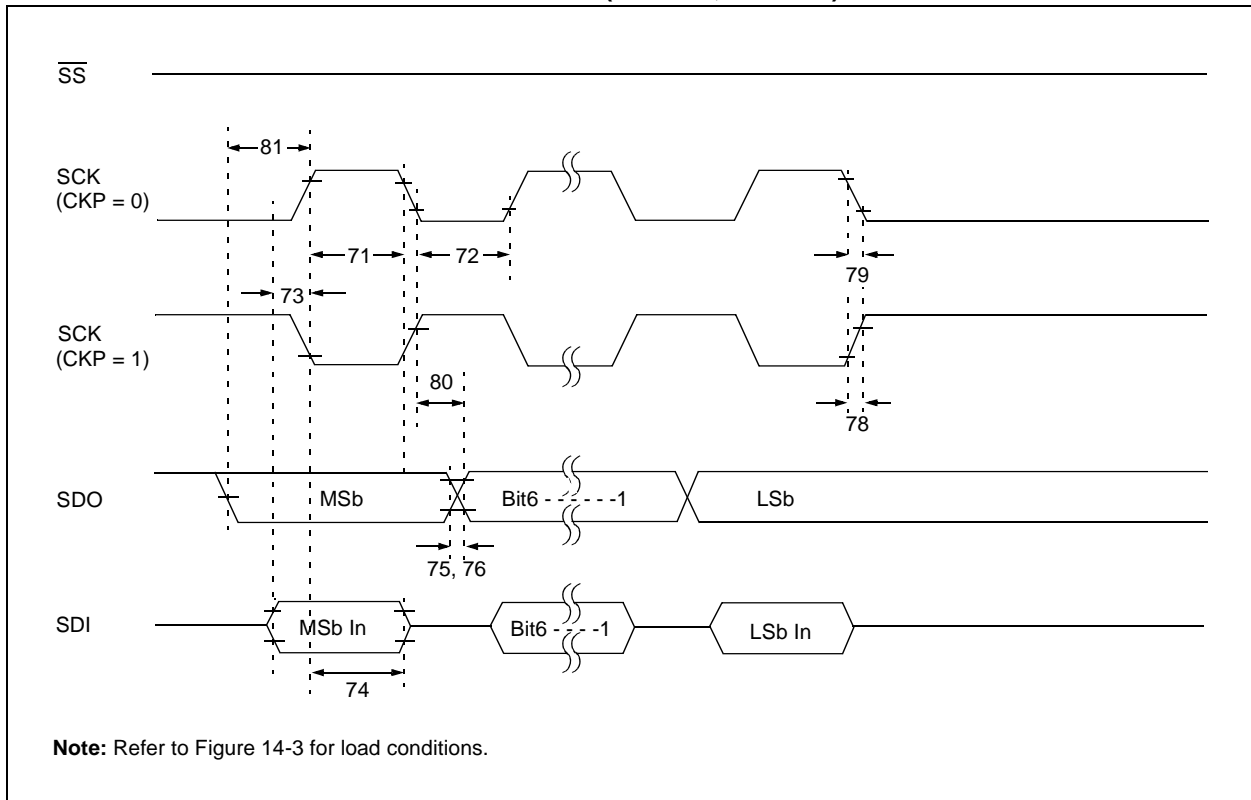 SS
81
SCK
(CKP = 0)
71
72
79
73
SCK
(CKP = 1)
80
78
SDO
MSb
Bit6 - - - - - -1
LSb
75, 76
SDI
MSb In
Bit6 - - - - -1
LSb In
74
Note: Refer to Figure 14-3 for load conditions.